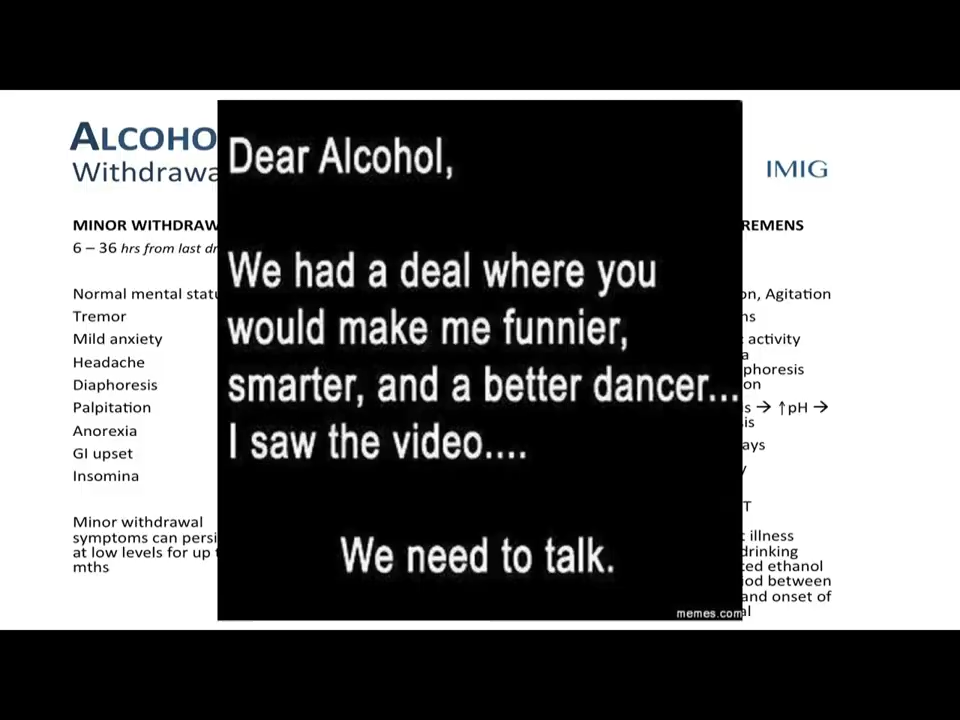 ALCOHO
Withdrawa
IMIG
MINOR WITHDRAW
6 – 36 hrs from last dr
Normal mental statu
Tremor
Mild anxiety
Headache
Diaphoresis
Palpitation
Anorexia
GI upset
Insomina
Minor withdrawal
symptoms can persi
at low levels for up t
mths
Dear Alcohol,
We had a deal where you
would make me funnier,
smarter, and a better dancer...
I saw the video....
We need to talk.
memes.com
REMENS
on, Agitation
ns
activity
a
phoresis
on
s → ↑pH →
sis
ays
y
T
t illness
drinking
ted ethanol
iod between
and onset of
al